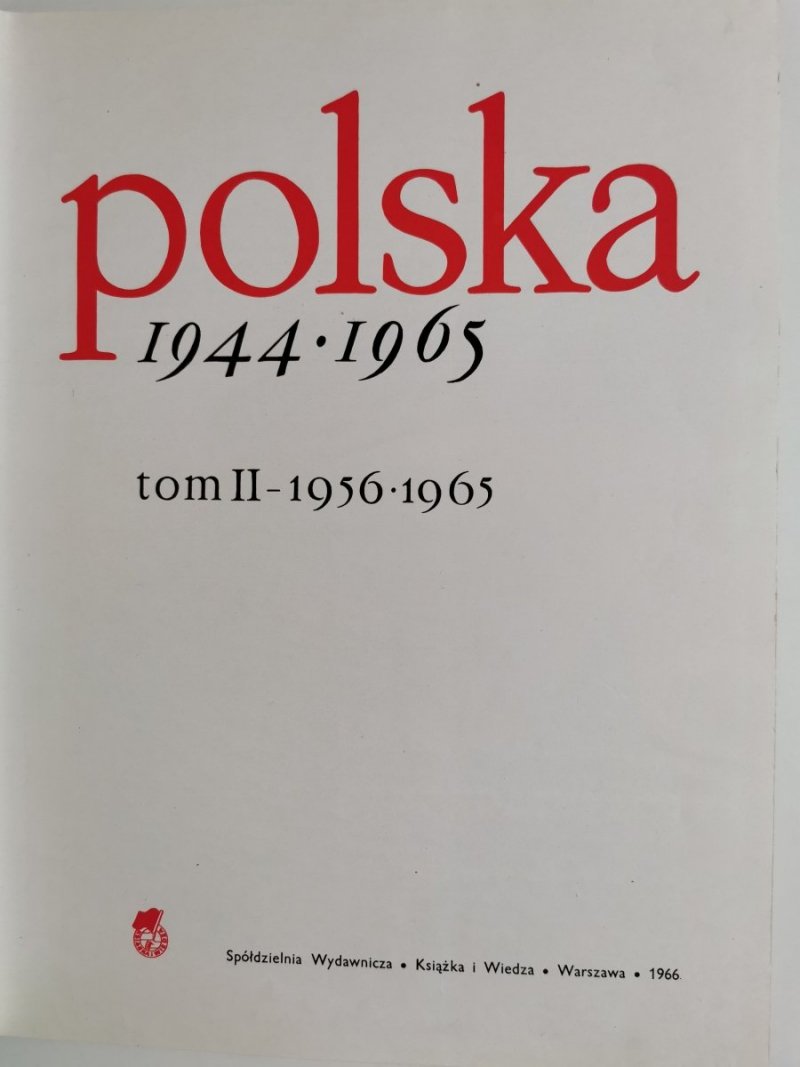 polska
1944·1965
tom II – 1956·1965
Spółdzielnia Wydawnicza • Książka i Wiedza • Warszawa • 1966